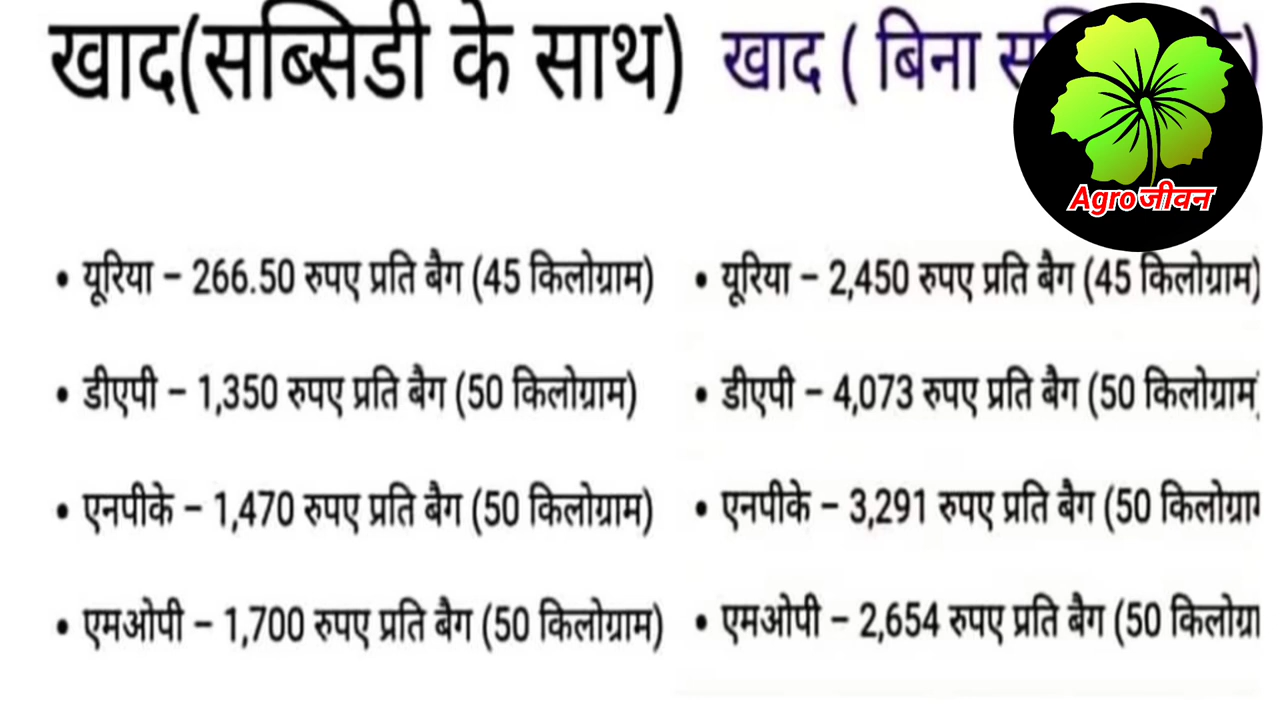 खाद(सब्सिडी के साथ)
यूरिया – 266.50 रुपए प्रति बैग (45 किलोग्राम)
डीएपी – 1,350 रुपए प्रति बैग (50 किलोग्राम)
एनपीके – 1,470 रुपए प्रति बैग (50 किलोग्राम)
एमओपी – 1,700 रुपए प्रति बैग (50 किलोग्राम)
खाद ( बिना
यूरिया – 2,450 रुपए प्रति बैग (45 किलोग्राम)
डीएपी – 4,073 रुपए प्रति बैग (50 किलोग्राम
एनपीके – 3,291 रुपए प्रति बैग (50
एमओपी – 2,654 रुपए प्रति बैग (50
Agroजीवन